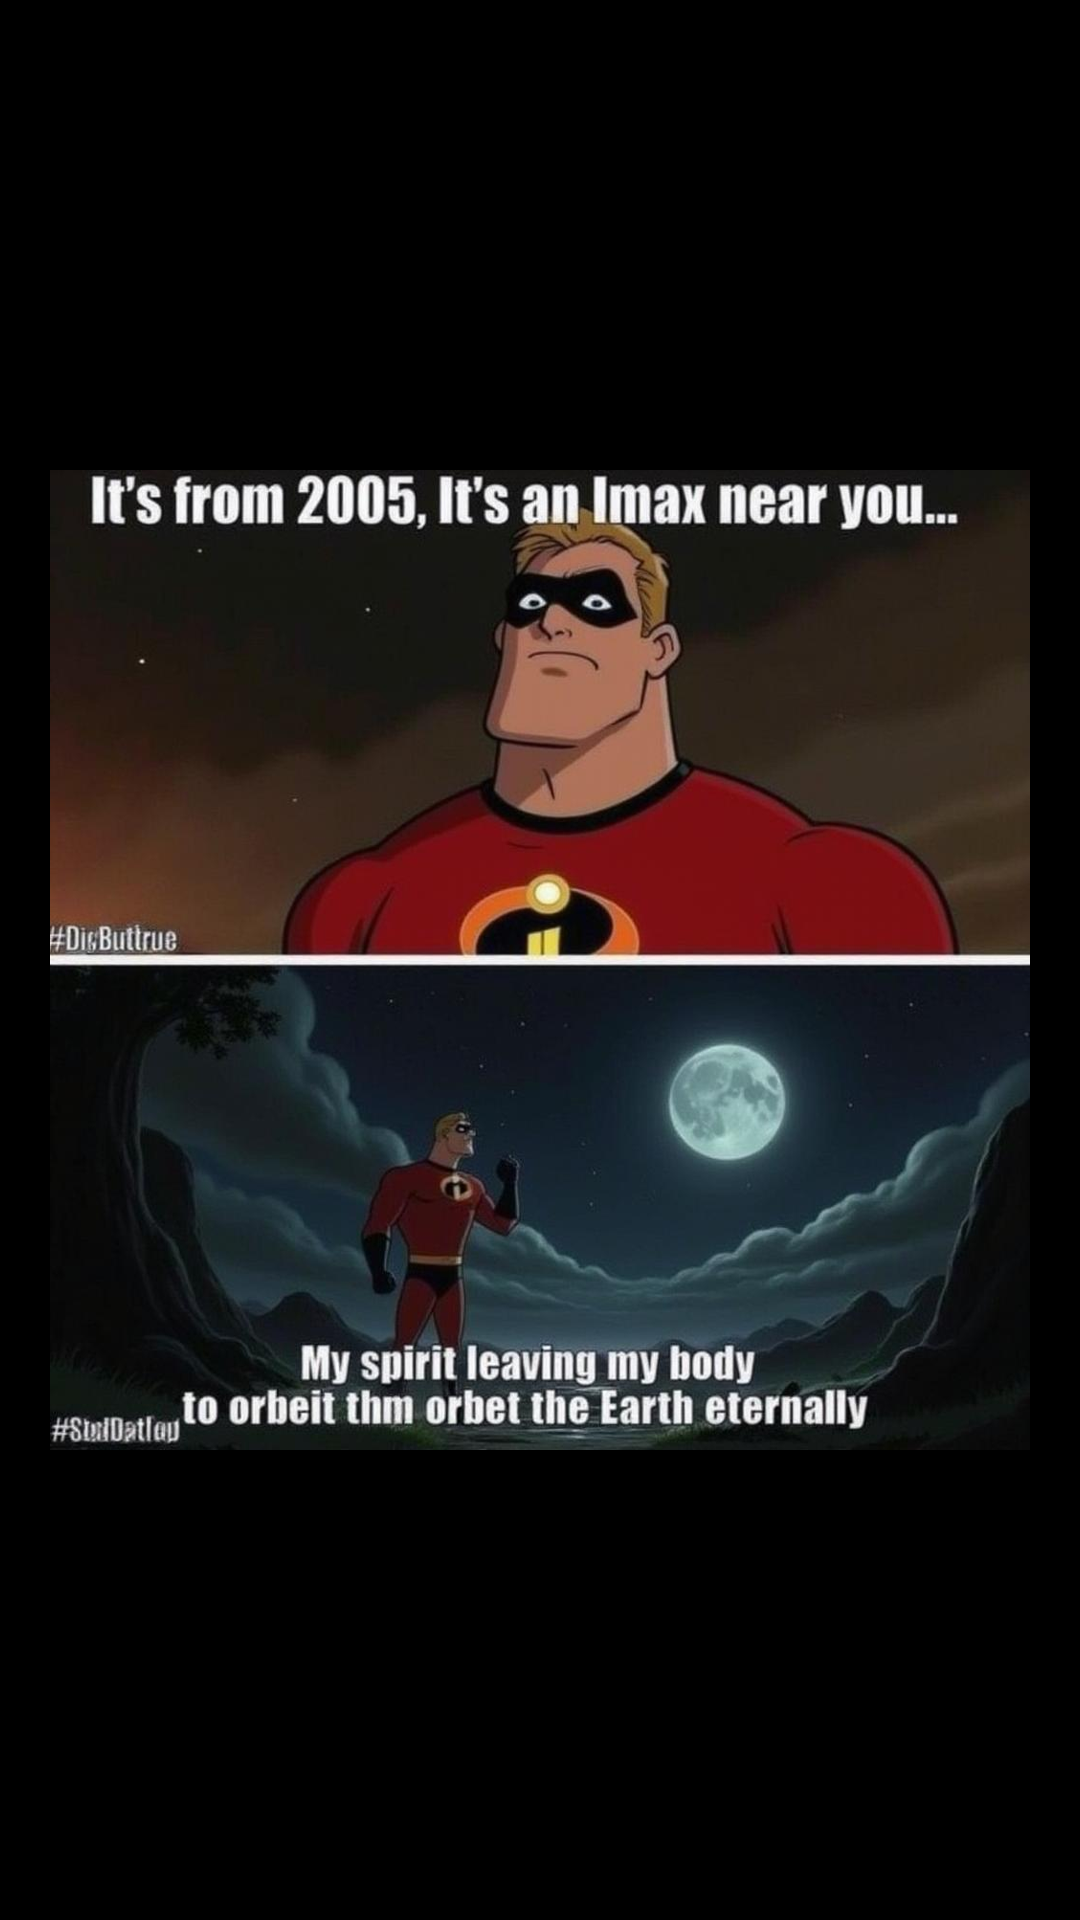 It's from 2005, It's an Imax near you...
My spirit leaving my body
to orbeit thm orbet the Earth eternally